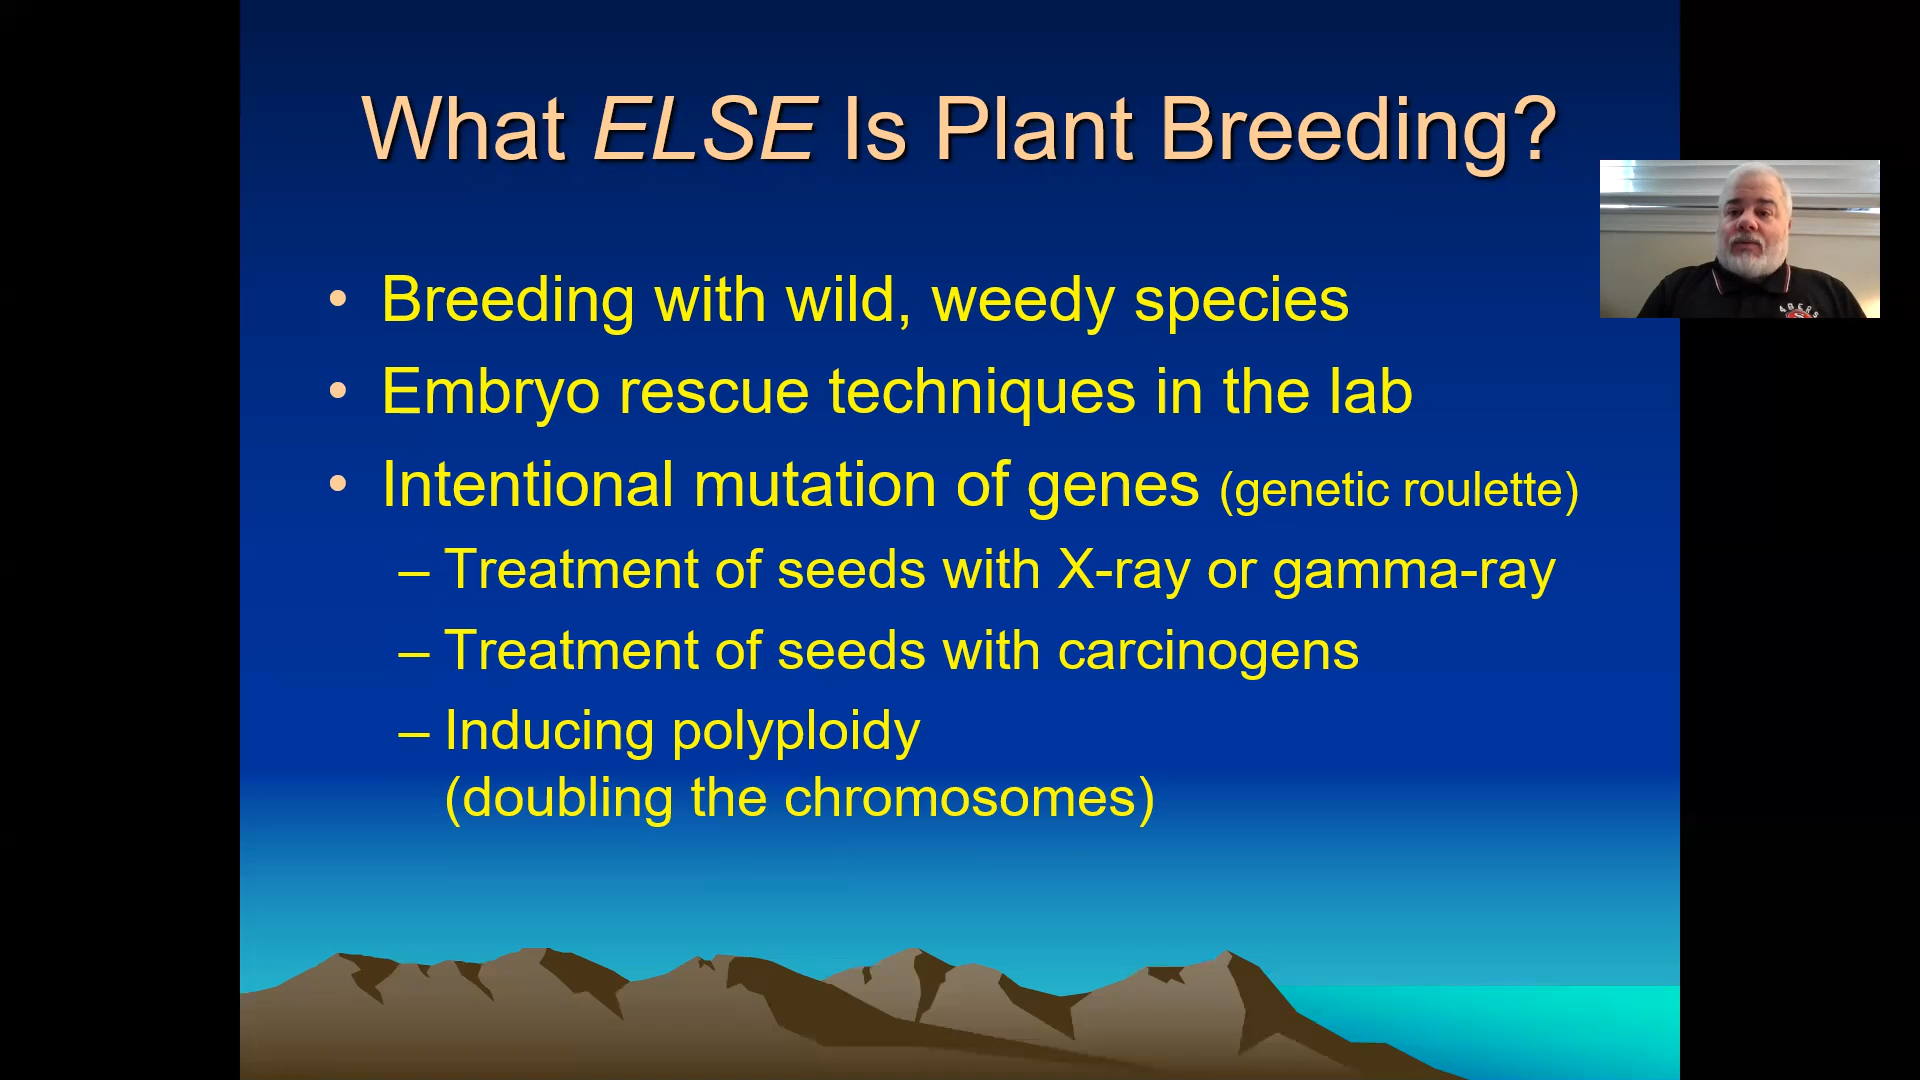 What ELSE Is Plant Breeding?
• Breeding with wild, weedy species
• Embryo rescue techniques in the lab
• Intentional mutation of genes (genetic roulette)
– Treatment of seeds with X-ray or gamma-ray
– Treatment of seeds with carcinogens
– Inducing polyploidy
(doubling the chromosomes)
49ERS